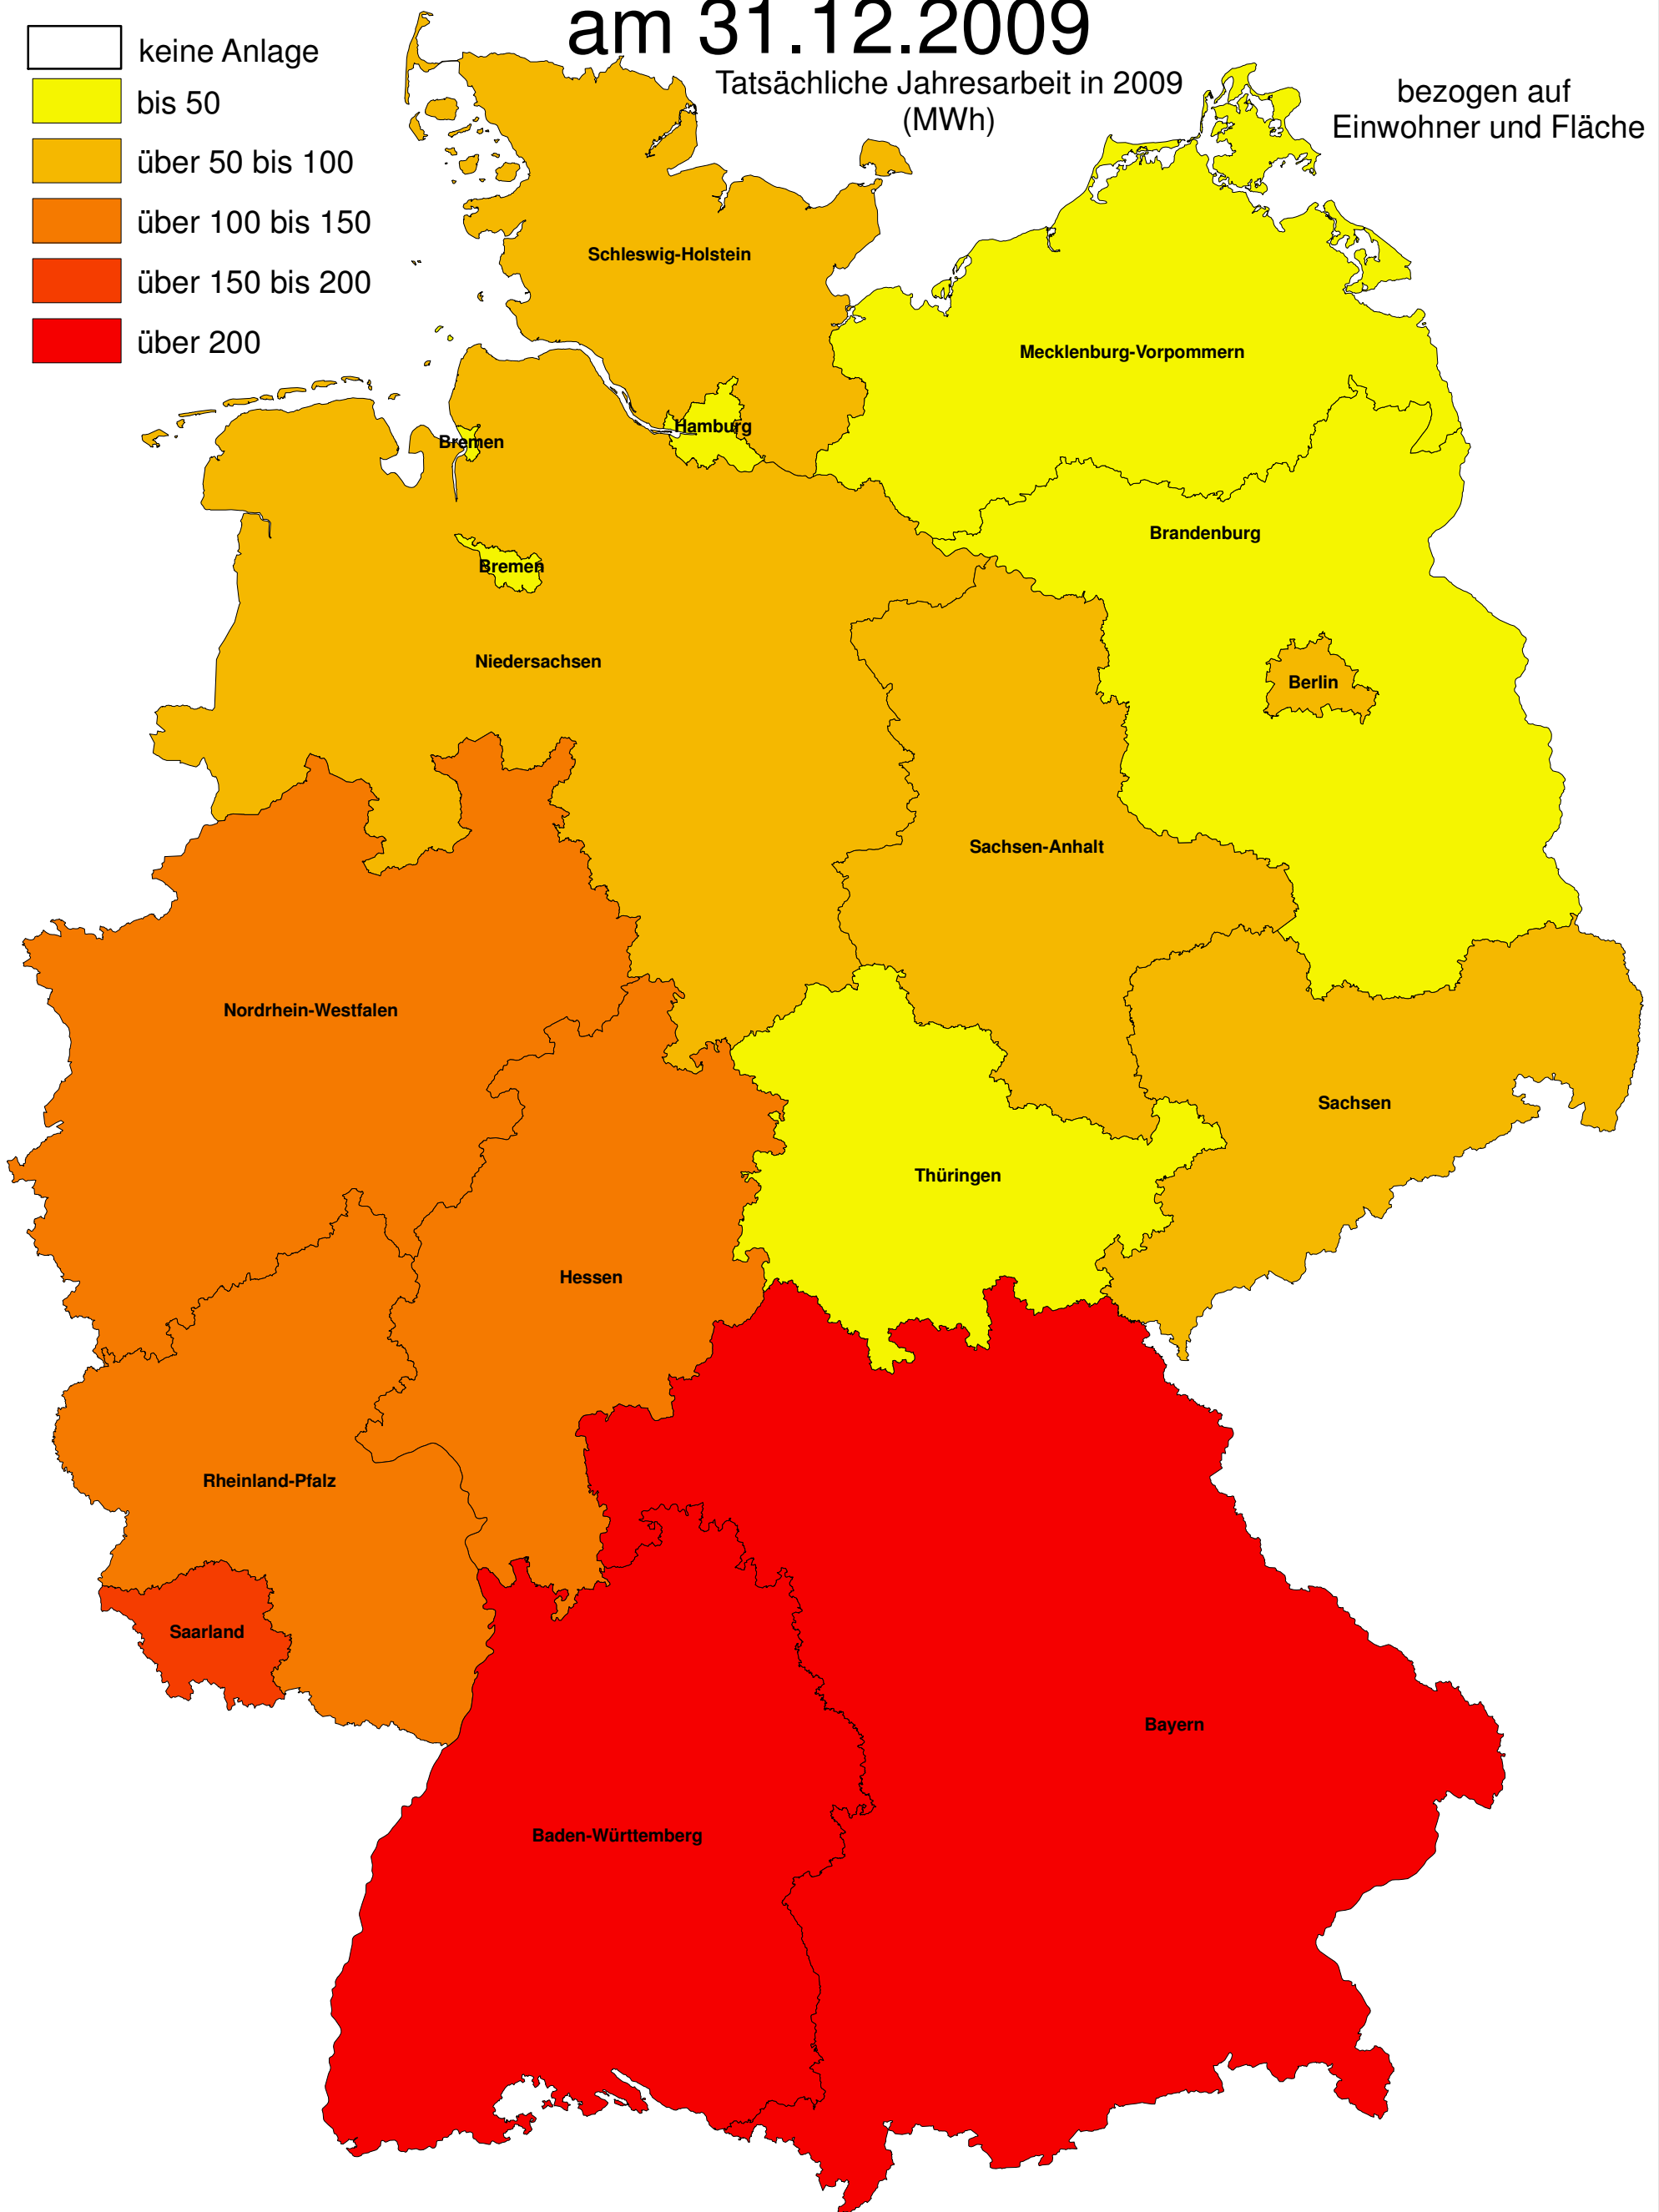 am 31.12.2009
Tatsächliche Jahresarbeit in 2009
(MWh)
bezogen auf
Einwohner und Fläche
keine Anlage
bis 50
über 50 bis 100
über 100 bis 150
über 150 bis 200
über 200
Schleswig-Holstein
Mecklenburg-Vorpommern
Hamburg
Bremen
Brandenburg
Bremen
Niedersachsen
Berlin
Sachsen-Anhalt
Nordrhein-Westfalen
Sachsen
Thüringen
Hessen
Rheinland-Pfalz
Saarland
Bayern
Baden-Württemberg